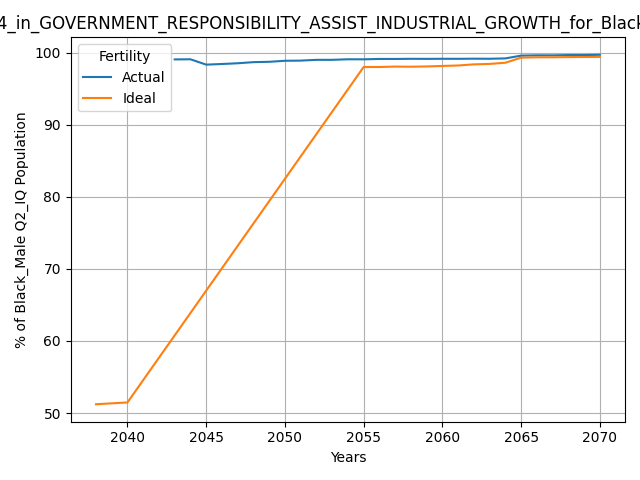 4_in_GOVERNMENT_RESPONSIBILITY_ASSIST_INDUSTRIAL_GROWTH_for_Black
100
90
80
70
60
50
% of Black_Male Q2_IQ Population
Fertility
Actual
Ideal
2040 2045 2050 2055 2060 2065 2070
Years